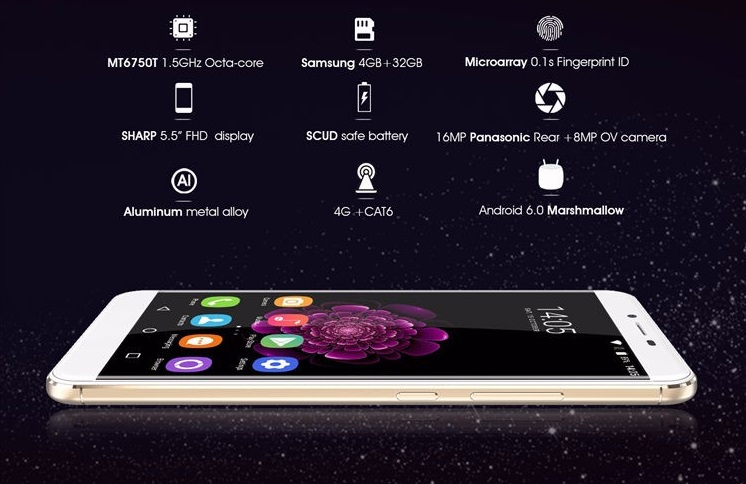 MT6750T 1.5GHz Octa-core
Samsung 4GB+32GB
Microarray 0.1s Fingerprint ID
SHARP 5.5” FHD display
SCUD safe battery
16MP Panasonic Rear +8MP OV camera
Al
Aluminum metal alloy
4G +CAT6
Android 6.0 Marshmallow
14:05